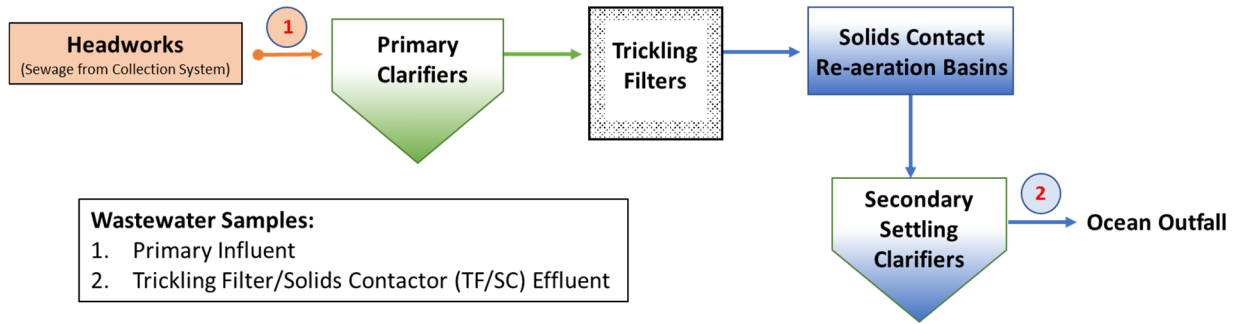 Headworks
(Sewage from Collection System)
1
Primary
Clarifiers
Trickling
Filters
Solids Contact
Re-aeration Basins
Secondary
Settling
Clarifiers
2
Ocean Outfall
Wastewater Samples:
1. Primary Influent
2. Trickling Filter/Solids Contactor (TF/SC) Effluent